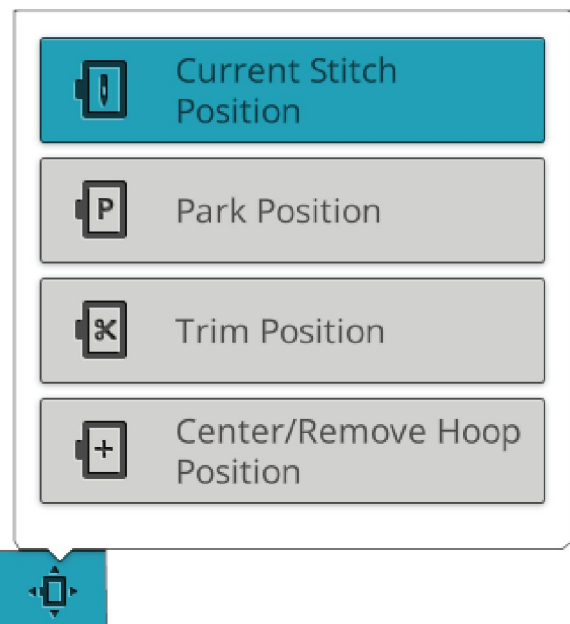 Current Stitch
Position
P
Park Position
Trim Position
Center/Remove Hoop
Position